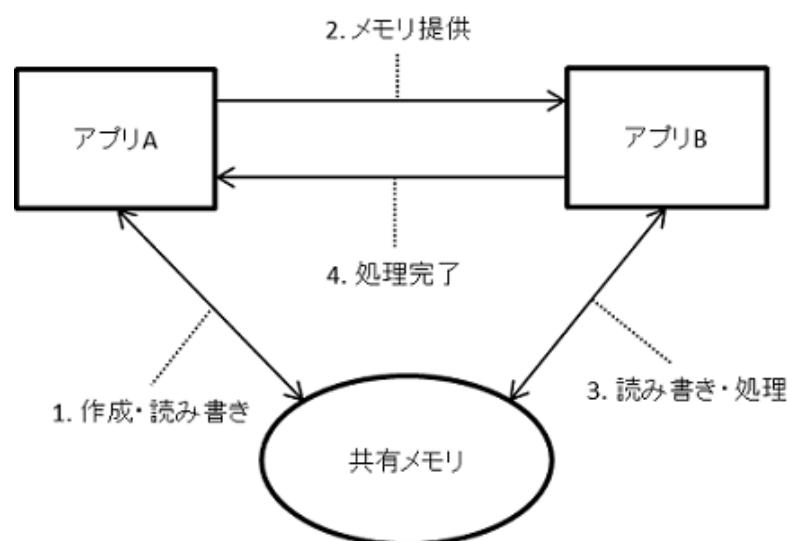 2. メモリ提供
アプリA
アプリB
4. 処理完了
1. 作成・読み書き
3. 読み書き・処理
共有メモリ